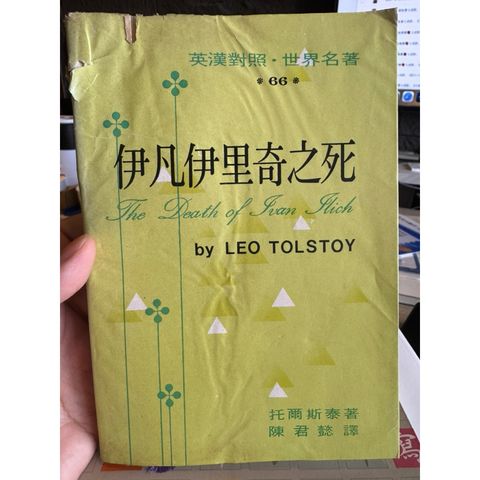 英漢對照・世界名著
＊66＊
伊凡伊里奇之死
The Death of Ivan Ilich
by LEO TOLSTOY
托爾斯泰著
陳君懿譯
寫